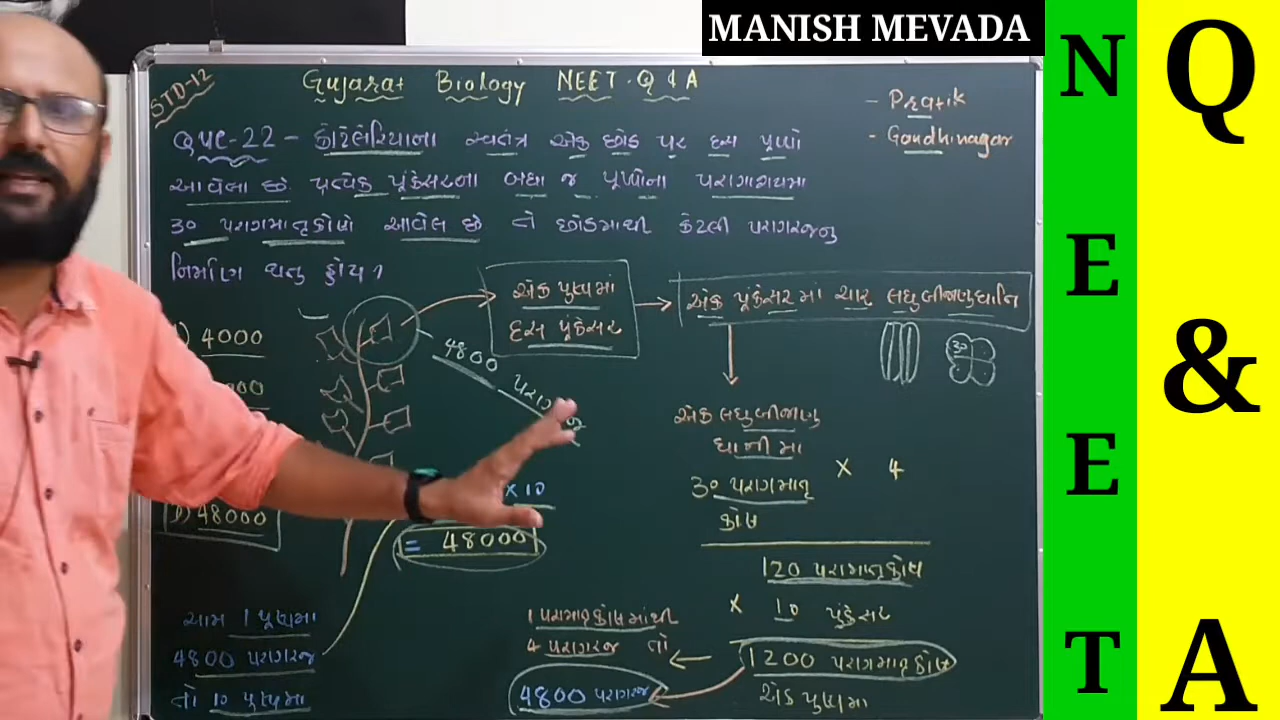 MANISH MEVADA
NEET
Q & A
STD-12
Gujarat Biology NEET-Q & A
- Pratik
- Gandhinagar
QUE-22 - ક્રોટેલેરિયાના સ્વતંત્ર એક છોડ પર દસ પૂષ્પો
આવેલા છે પ્રત્યેક પૂંકેસરના બધા જ પૂષ્પોના પરાગાશયમા
30 પરાગમાતૃકોષો આવેલ છે તે છોડમાથી કેટલી પરાગરજનુ
નિર્માણ થતુ હોય ?
4000
D) 48000
એક પુષ્પમાં
દસ પૂંકેસર
એક પૂંકેસરમાં ચાર લઘુબીજાણુધાનિ
30
4800
એક લઘુબીજાણુ
ધાનીમા
30 પરાગમાતૃ
કોષ
× 4
120 પરામાતૃકોષ
× 10 પુંકેસર
1200 પરાગમાતૃકોષ
એક પુષ્પમા
1 પરામાતૃકોષમાંથી
4 પરાગરજ તો
4800 પરાગરજ
× 10
= 48000
આમ 1 પૂષ્પમા
4800 પરાગરજ
તો 10 પૂષ્પમા